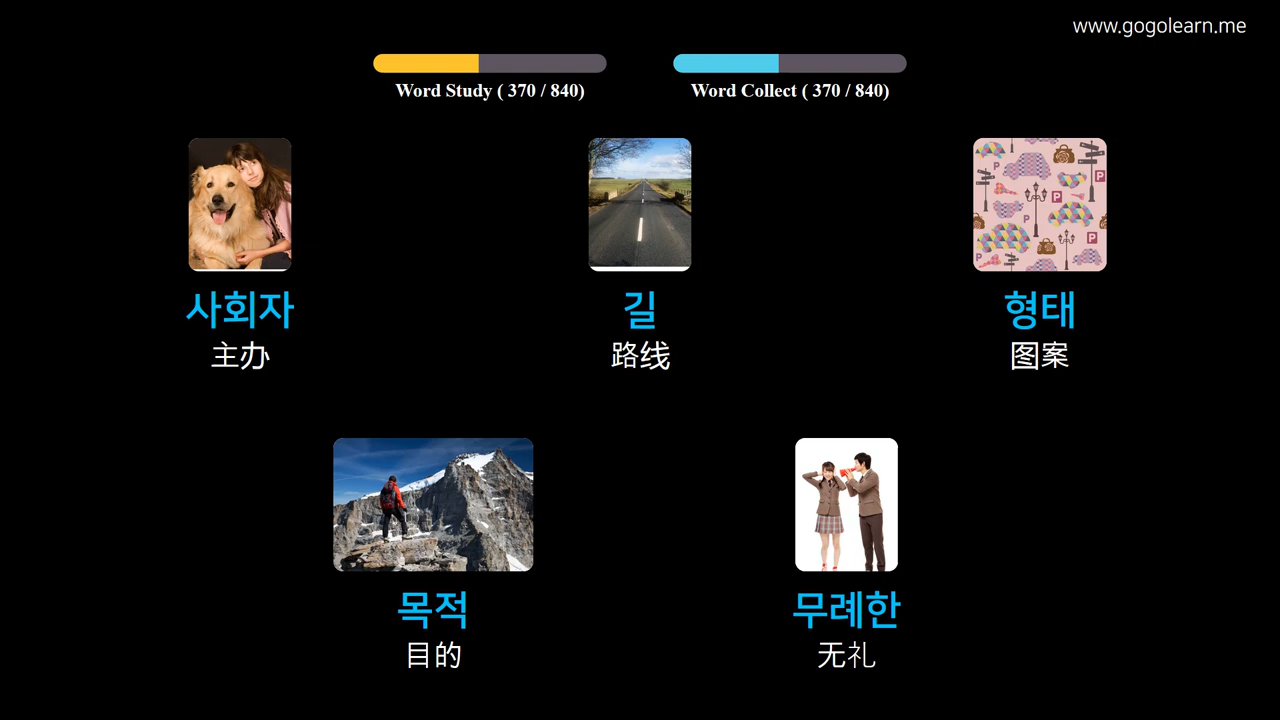 www.gogolearn.me
Word Study ( 370 / 840)
Word Collect ( 370 / 840)
P
P
P
P
P
P
사회자
主办
길
路线
형태
图案
목적
目的
무례한
无礼